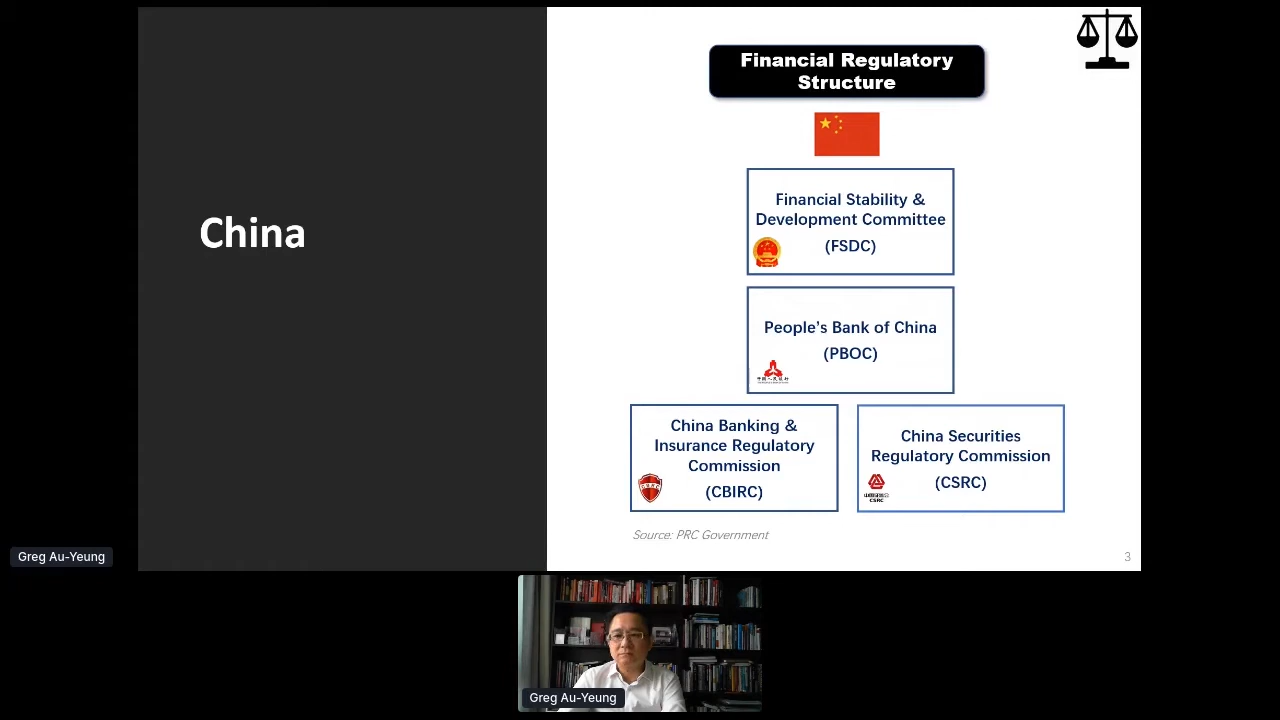 China
Financial Regulatory
Structure
Financial Stability &
Development Committee
(FSDC)
People's Bank of China
(PBOC)
China Banking &
Insurance Regulatory
Commission
(CBIRC)
China Securities
Regulatory Commission
(CSRC)
CSRC
Source: PRC Government
3
Greg Au-Yeung
Greg Au-Yeung